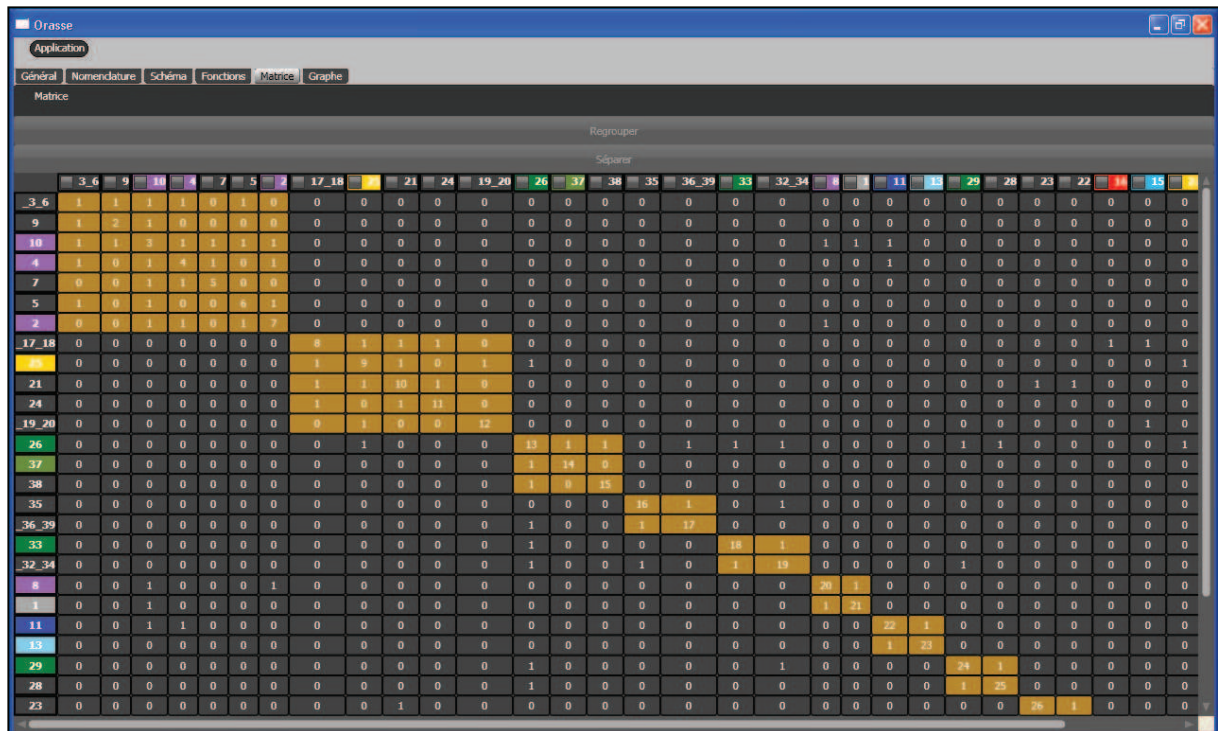 Orasse
Application
Général Nomenclature Schéma Fonctions Matrice Graphe
Matrice
Regrouper
Séparer
3_6 9 10 4 7 5 2 17_18 25 21 24 19_20 26 37 38 35 36_39 33 32_34 8 1 11 13 29 28 23 22 15
_3_6 1 1 1 1 0 1 0 0 0 0 0 0 0 0 0 0 0 0 0 0 0 0 0 0 0 0 0 0 0 0
9 1 2 1 0 0 0 0 0 0 0 0 0 0 0 0 0 0 0 0 0 0 0 0 0 0 0 0 0 0 0
10 1 1 3 1 1 1 1 0 0 0 0 0 0 0 0 0 0 0 0 1 1 1 0 0 0 0 0 0 0 0
4 1 0 1 4 1 0 1 0 0 0 0 0 0 0 0 0 0 0 0 0 0 1 0 0 0 0 0 0 0 0
7 0 0 1 1 5 0 0 0 0 0 0 0 0 0 0 0 0 0 0 0 0 0 0 0 0 0 0 0 0 0
5 1 0 1 0 0 6 1 0 0 0 0 0 0 0 0 0 0 0 0 0 0 0 0 0 0 0 0 0 0 0
2 0 0 1 1 0 1 7 0 0 0 0 0 0 0 0 0 0 0 0 1 0 0 0 0 0 0 0 0 0 0
_17_18 0 0 0 0 0 0 0 8 1 1 1 0 0 0 0 0 0 0 0 0 0 0 0 0 0 0 0 1 1 0
25 0 0 0 0 0 0 0 1 9 1 0 1 1 0 0 0 0 0 0 0 0 0 0 0 0 0 0 0 0 1
21 0 0 0 0 0 0 0 1 1 10 1 0 0 0 0 0 0 0 0 0 0 0 0 0 0 1 1 0 0 0
24 0 0 0 0 0 0 0 1 0 1 11 0 0 0 0 0 0 0 0 0 0 0 0 0 0 0 0 0 0 0
_19_20 0 0 0 0 0 0 0 0 1 0 0 12 0 0 0 0 0 0 0 0 0 0 0 0 0 0 0 0 1 0
26 0 0 0 0 0 0 0 0 1 0 0 0 13 1 1 0 1 1 1 0 0 0 0 1 1 0 0 0 0 1
37 0 0 0 0 0 0 0 0 0 0 0 0 1 14 0 0 0 0 0 0 0 0 0 0 0 0 0 0 0 0
38 0 0 0 0 0 0 0 0 0 0 0 0 1 0 15 0 0 0 0 0 0 0 0 0 0 0 0 0 0 0
35 0 0 0 0 0 0 0 0 0 0 0 0 0 0 0 16 1 0 1 0 0 0 0 0 0 0 0 0 0 0
_36_39 0 0 0 0 0 0 0 0 0 0 0 0 1 0 0 1 17 0 0 0 0 0 0 0 0 0 0 0 0 0
33 0 0 0 0 0 0 0 0 0 0 0 0 1 0 0 0 0 18 1 0 0 0 0 0 0 0 0 0 0 0
_32_34 0 0 0 0 0 0 0 0 0 0 0 0 1 0 0 1 0 1 19 0 0 0 0 1 0 0 0 0 0 0
8 0 0 1 0 0 0 1 0 0 0 0 0 0 0 0 0 0 0 0 20 1 0 0 0 0 0 0 0 0 0
1 0 0 1 0 0 0 0 0 0 0 0 0 0 0 0 0 0 0 0 1 21 0 0 0 0 0 0 0 0 0
11 0 0 1 1 0 0 0 0 0 0 0 0 0 0 0 0 0 0 0 0 0 22 1 0 0 0 0 0 0 0
13 0 0 0 0 0 0 0 0 0 0 0 0 0 0 0 0 0 0 0 0 0 1 23 0 0 0 0 0 0 0
29 0 0 0 0 0 0 0 0 0 0 0 0 1 0 0 0 0 0 1 0 0 0 0 24 1 0 0 0 0 0
28 0 0 0 0 0 0 0 0 0 0 0 0 1 0 0 0 0 0 0 0 0 0 0 1 25 0 0 0 0 0
23 0 0 0 0 0 0 0 0 0 1 0 0 0 0 0 0 0 0 0 0 0 0 0 0 0 26 1 0 0 0